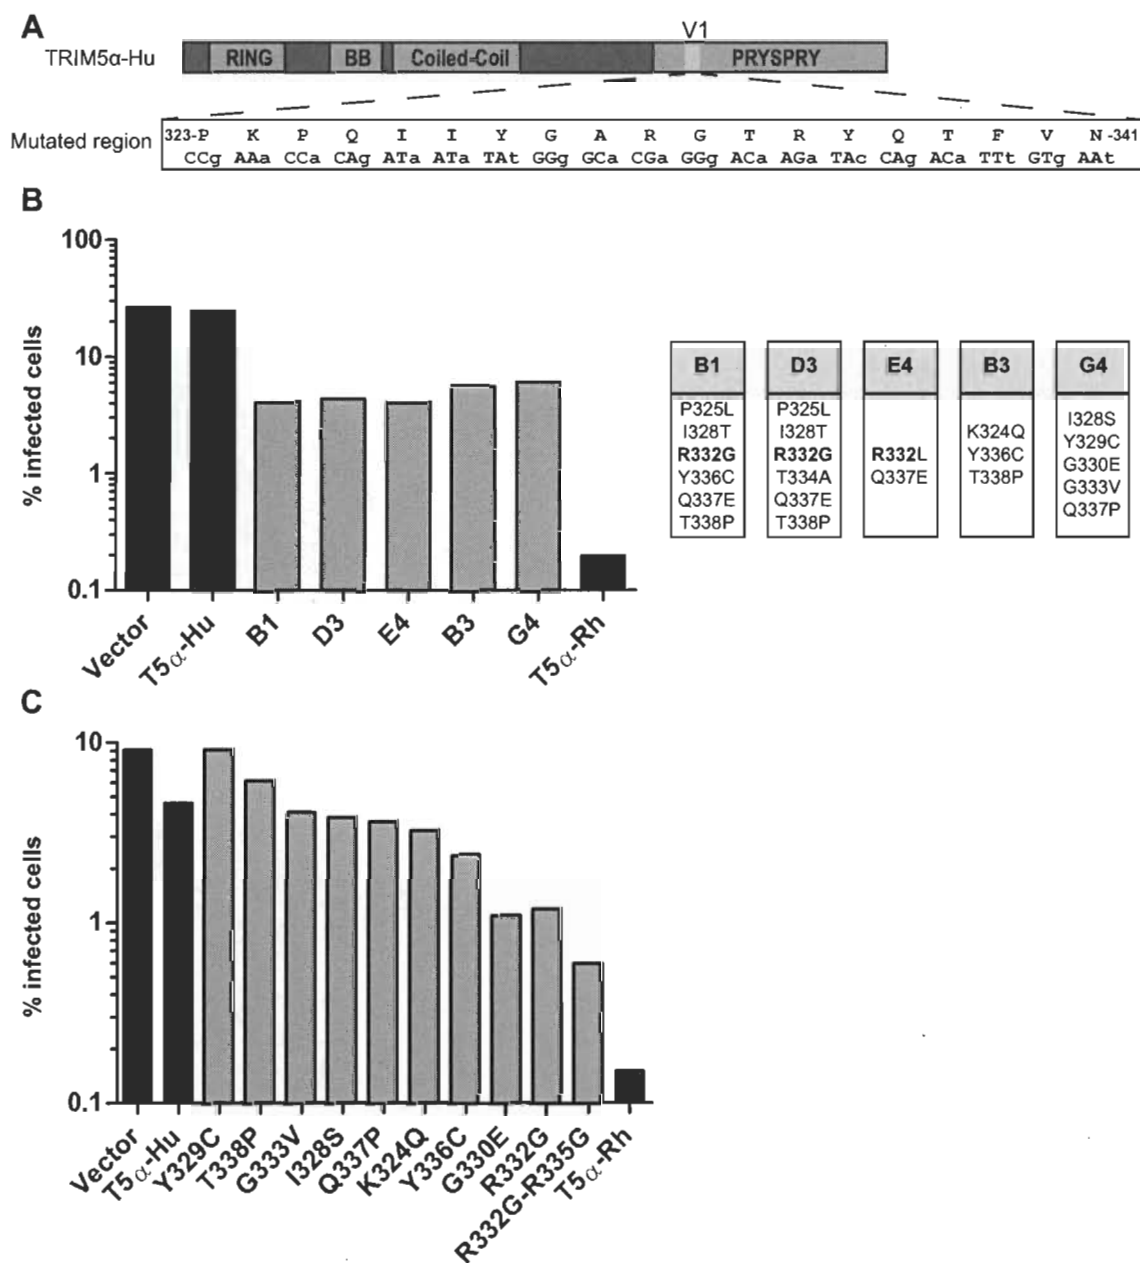 A
V1
TRIM5α-Hu RING BB Coiled-Coil PRYSPRY
323-P K P Q I I Y G A R G T R Y Q T F V N-341
Mutated region
CCg AAa CCa CAg ATa ATa TAt GGg GCa CGa GGg ACa AGa TAc CAg ACa TTt GTg AAt
B
100
10
1
0.1
% infected cells
Vector
T5α-Hu
B1
D3
E4
B3
G4
T5α-Rh
B1 D3 E4 B3 G4
P325L
I328T
R332G
Y336C
Q337E
T338P
P325L
I328T
R332G
T334A
Q337E
T338P
R332L
Q337E
K324Q
Y336C
T338P
I328S
Y329C
G330E
G333V
Q337P
C
10
1
0.1
% infected cells
Vector
T5α-Hu
Y329C
T338P
G333V
I328S
Q337P
K324Q
Y336C
G330E
R332G
R332G-R335G
T5α-Rh